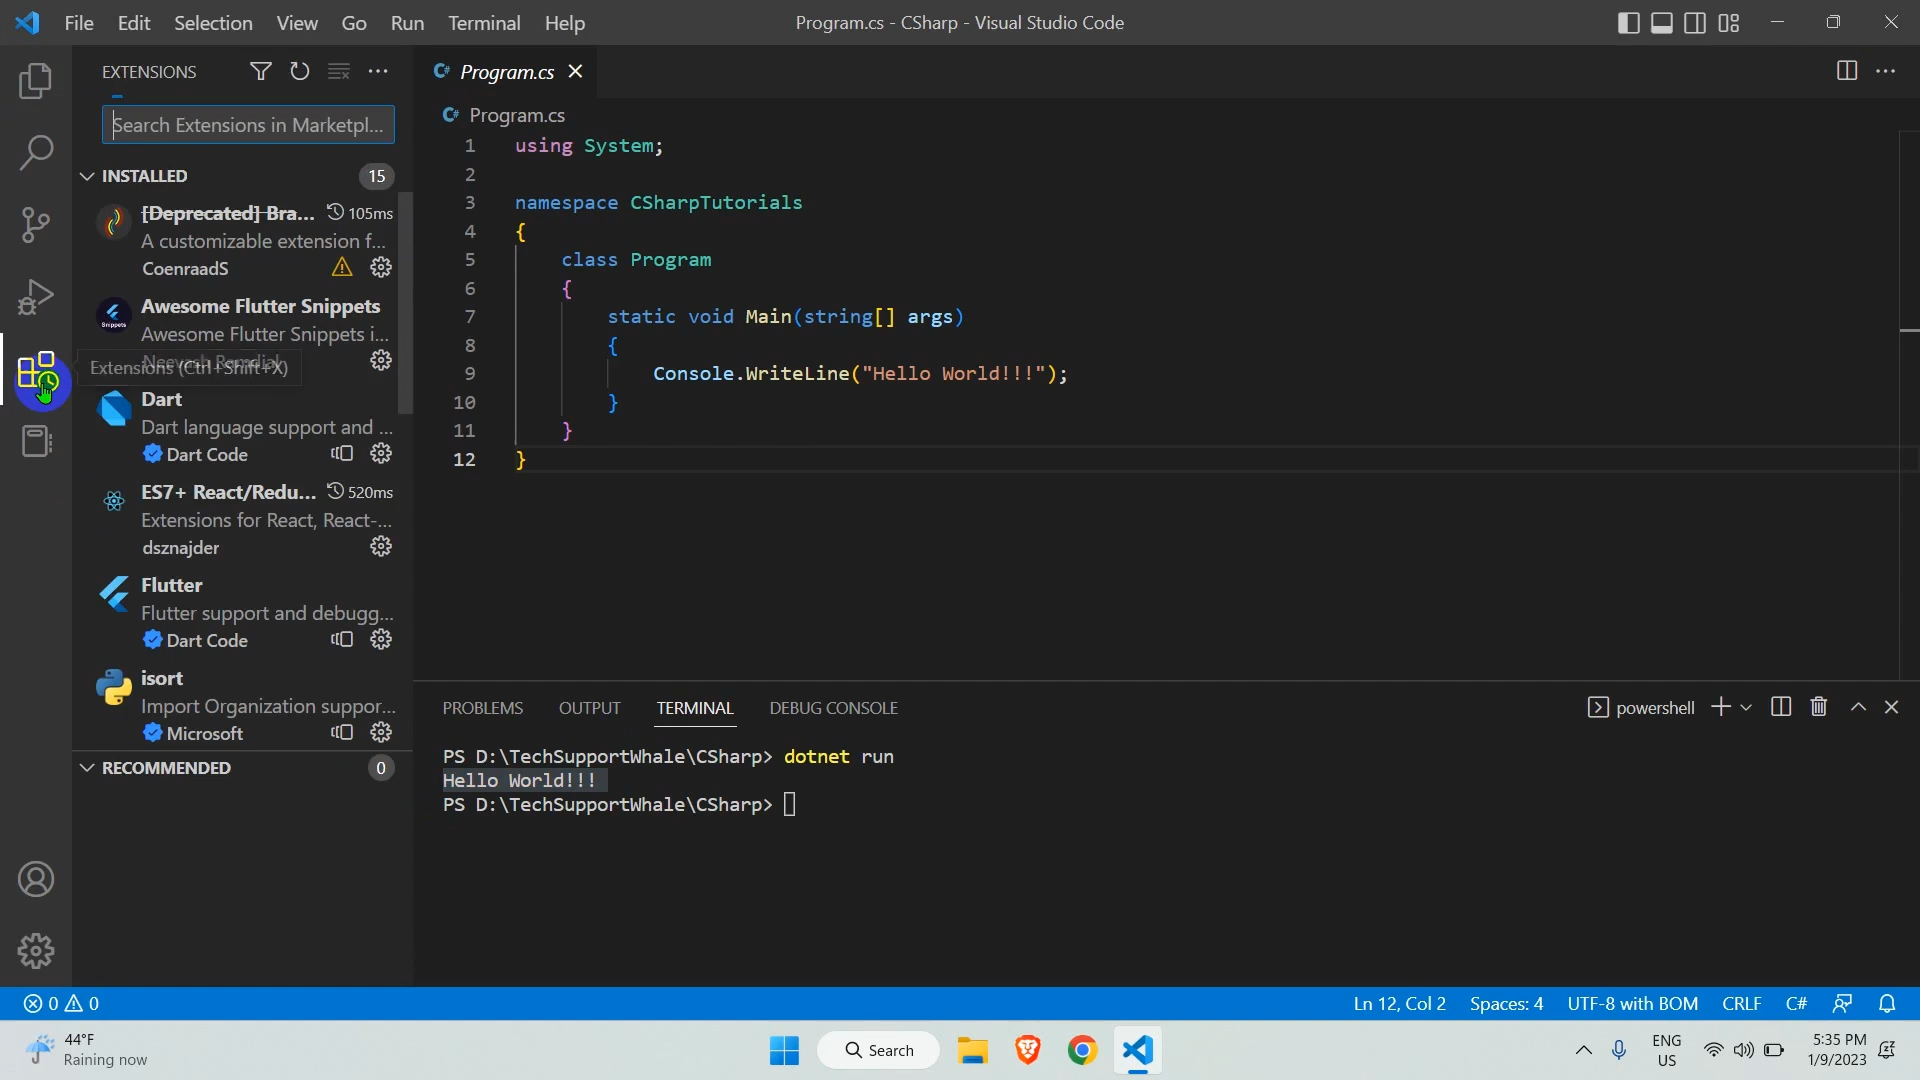 File Edit Selection View Go Run Terminal Help
Program.cs - CSharp - Visual Studio Code
EXTENSIONS
Search Extensions in Marketpl...
INSTALLED 15
[Deprecated] Bra... 105ms
A customizable extension f...
CoenraadS
Awesome Flutter Snippets
Awesome Flutter Snippets i...
Extensions (Ctrl+Shift+X)
Dart
Dart language support and ...
Dart Code
ES7+ React/Redu... 520ms
Extensions for React, React-...
dsznajder
Flutter
Flutter support and debugg...
Dart Code
isort
Import Organization suppor...
Microsoft
RECOMMENDED 0
Program.cs
Program.cs
1 using System;
2
3 namespace CSharpTutorials
4 {
5 class Program
6 {
7 static void Main(string[] args)
8 {
9 Console.WriteLine("Hello World!!!");
10 }
11 }
12 }
PROBLEMS OUTPUT TERMINAL DEBUG CONSOLE
powershell
PS D:\TechSupportWhale\CSharp> dotnet run
Hello World!!!
PS D:\TechSupportWhale\CSharp>
0 0
Ln 12, Col 2 Spaces: 4 UTF-8 with BOM CRLF C#
44°F
Raining now
Search
ENG
US
5:35 PM
1/9/2023